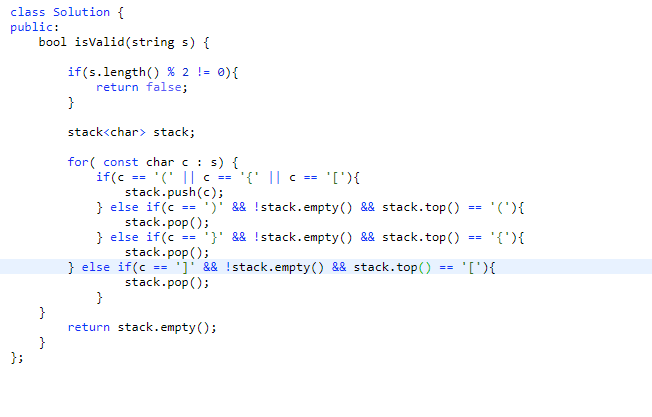 class Solution {
public:
    bool isValid(string s) {

        if(s.length() % 2 != 0){
            return false;
        }

        stack<char> stack;

        for( const char c : s) {
            if(c == '(' || c == '{' || c == '['){
                stack.push(c);
            } else if(c == ')' && !stack.empty() && stack.top() == '('){
                stack.pop();
            } else if(c == '}' && !stack.empty() && stack.top() == '{'){
                stack.pop();
        } else if(c == ']' && !stack.empty() && stack.top() == '['){
                stack.pop();
            }
    }
        return stack.empty();
    }
};